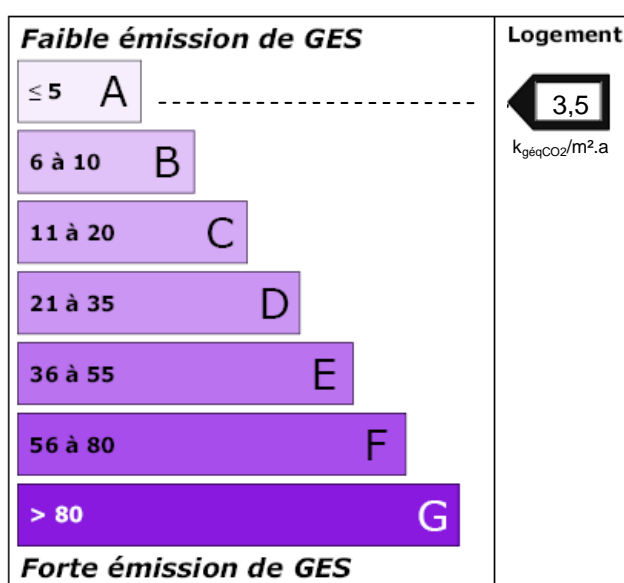 Faible émission de GES
Logement
≤ 5 A
3,5
kgéqCO2/m².a
6 à 10 B
11 à 20 C
21 à 35 D
36 à 55 E
56 à 80 F
> 80 G
Forte émission de GES